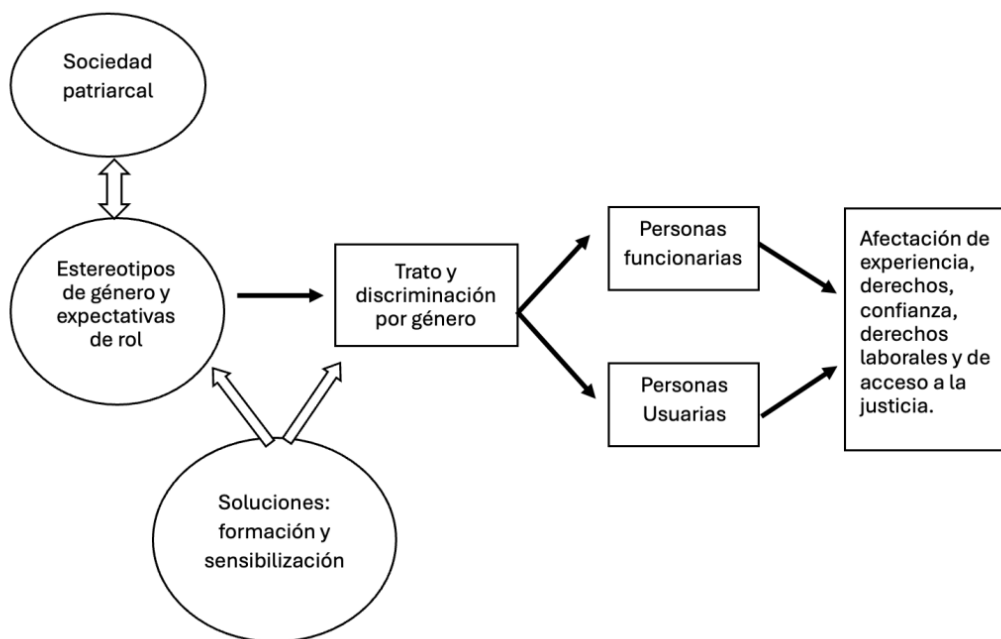 Sociedad
patriarcal
Estereotipos
de género y
expectativas
de rol
Trato y
discriminación
por género
Personas
funcionarias
Personas
Usuarias
Afectación de
experiencia,
derechos,
confianza,
derechos
laborales y de
acceso a la
justicia.
Soluciones:
formación y
sensibilización